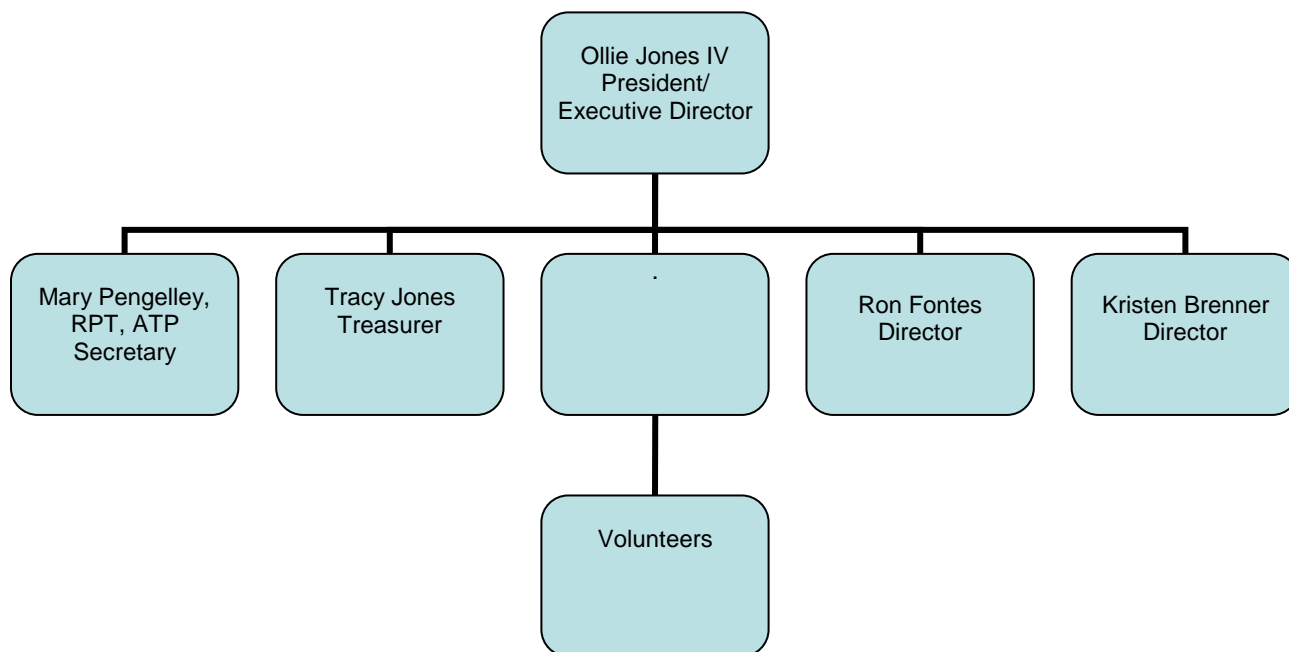 Ollie Jones IV
President/
Executive Director
Mary Pengelley,
RPT, ATP
Secretary
Tracy Jones
Treasurer
.
Ron Fontes
Director
Kristen Brenner
Director
Volunteers